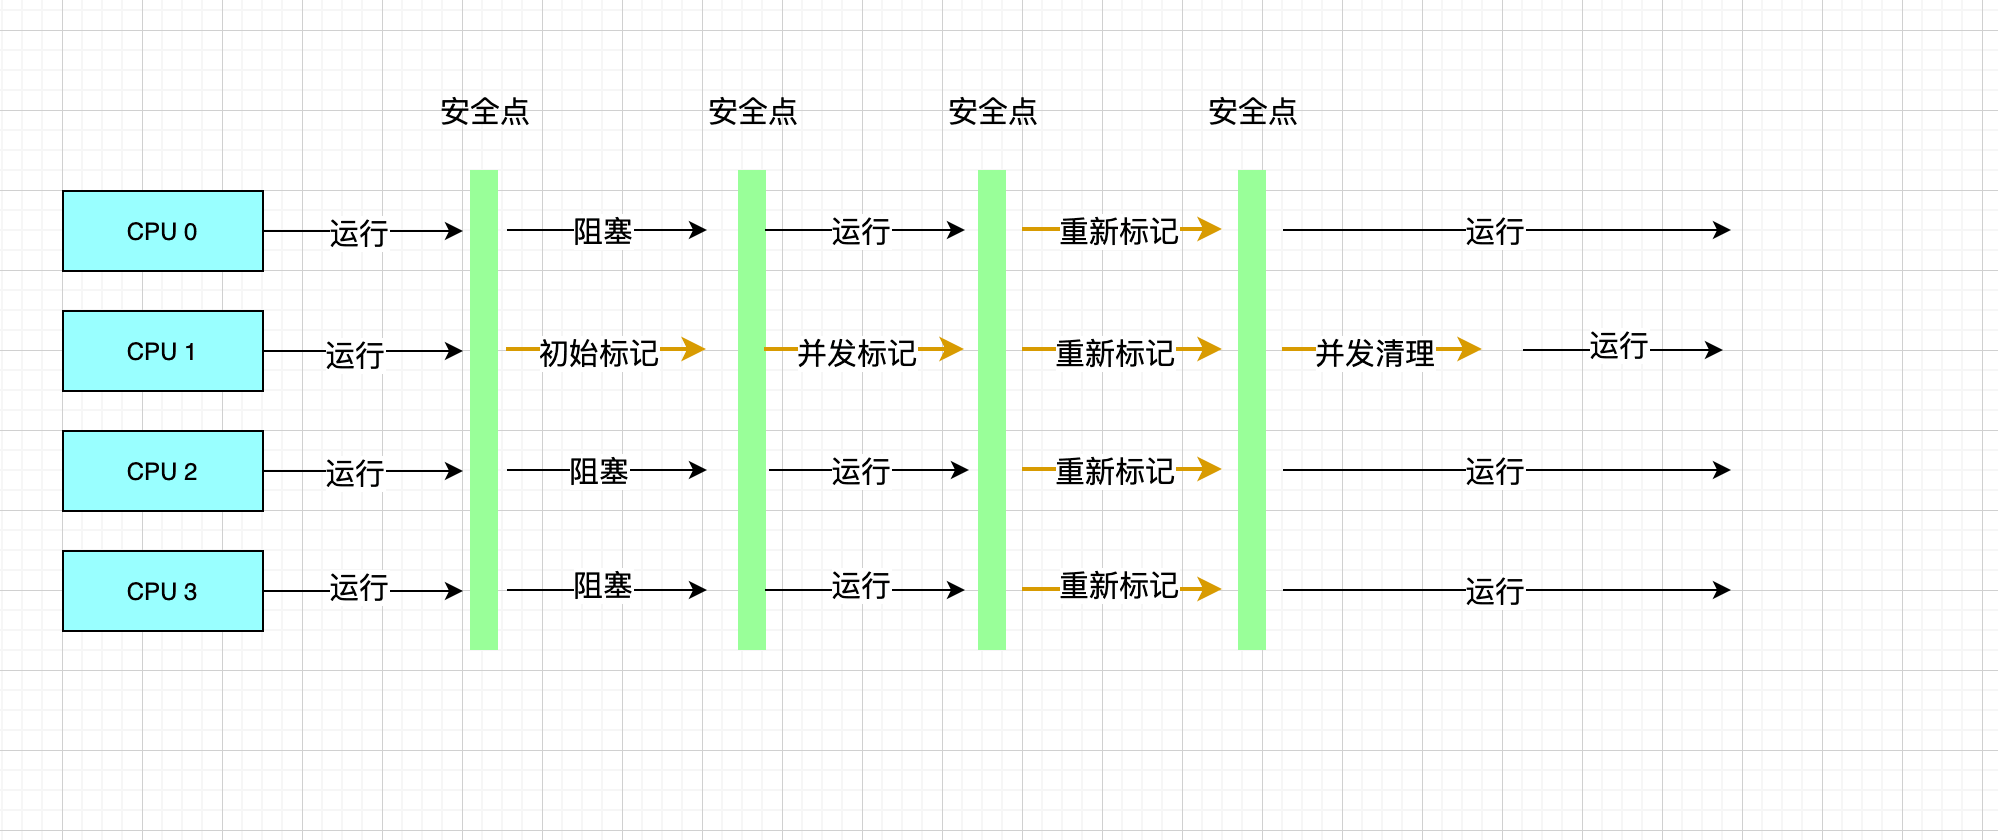 安全点 安全点 安全点 安全点
CPU 0 运行 阻塞 运行 重新标记 运行
CPU 1 运行 初始标记 并发标记 重新标记 并发清理 运行
CPU 2 运行 阻塞 运行 重新标记 运行
CPU 3 运行 阻塞 运行 重新标记 运行